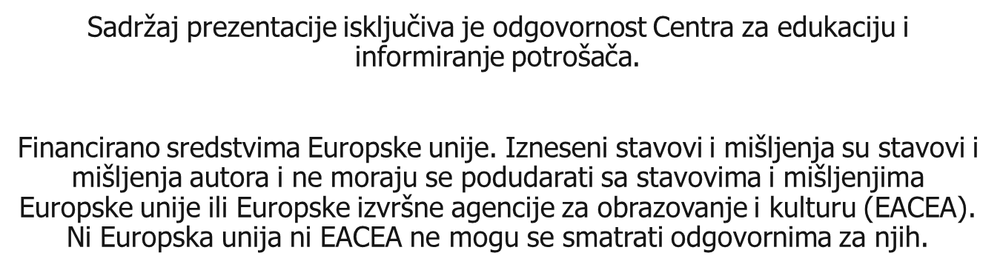 Sadržaj prezentacije isključiva je odgovornost Centra za edukaciju i
informiranje potrošača.
Financirano sredstvima Europske unije. Izneseni stavovi i mišljenja su stavovi i
mišljenja autora i ne moraju se podudarati sa stavovima i mišljenjima
Europske unije ili Europske izvršne agencije za obrazovanje i kulturu (EACEA).
Ni Europska unija ni EACEA ne mogu se smatrati odgovornima za njih.